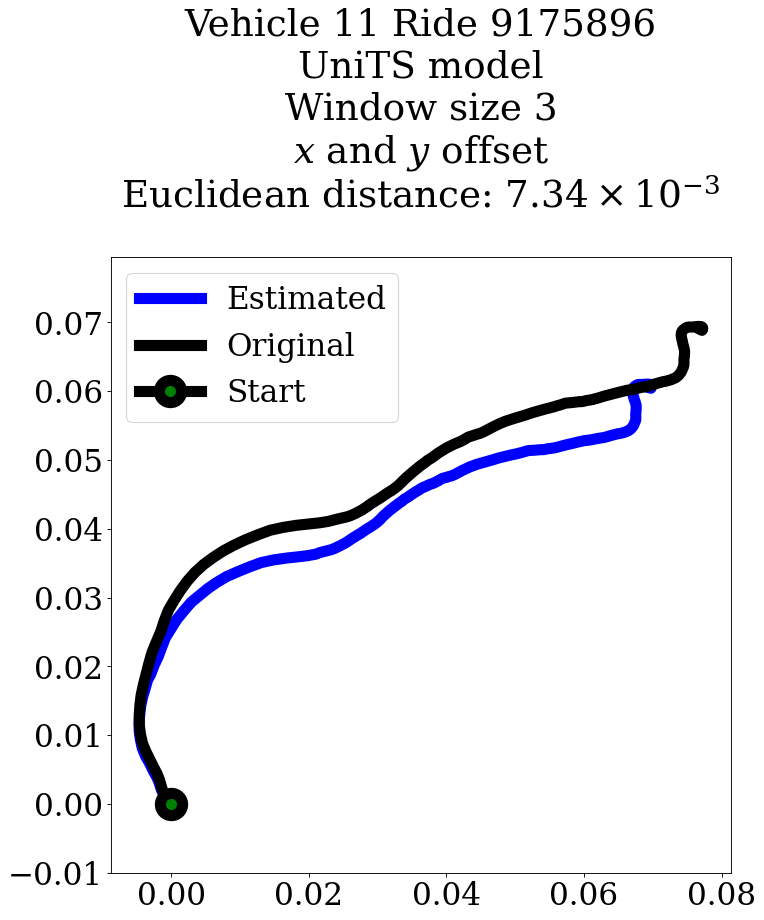 Vehicle 11 Ride 9175896
UniTS model
Window size 3
x and y offset
Euclidean distance: 7.34 × 10⁻³
Estimated
Original
Start
0.07
0.06
0.05
0.04
0.03
0.02
0.01
0.00
−0.01
0.00 0.02 0.04 0.06 0.08